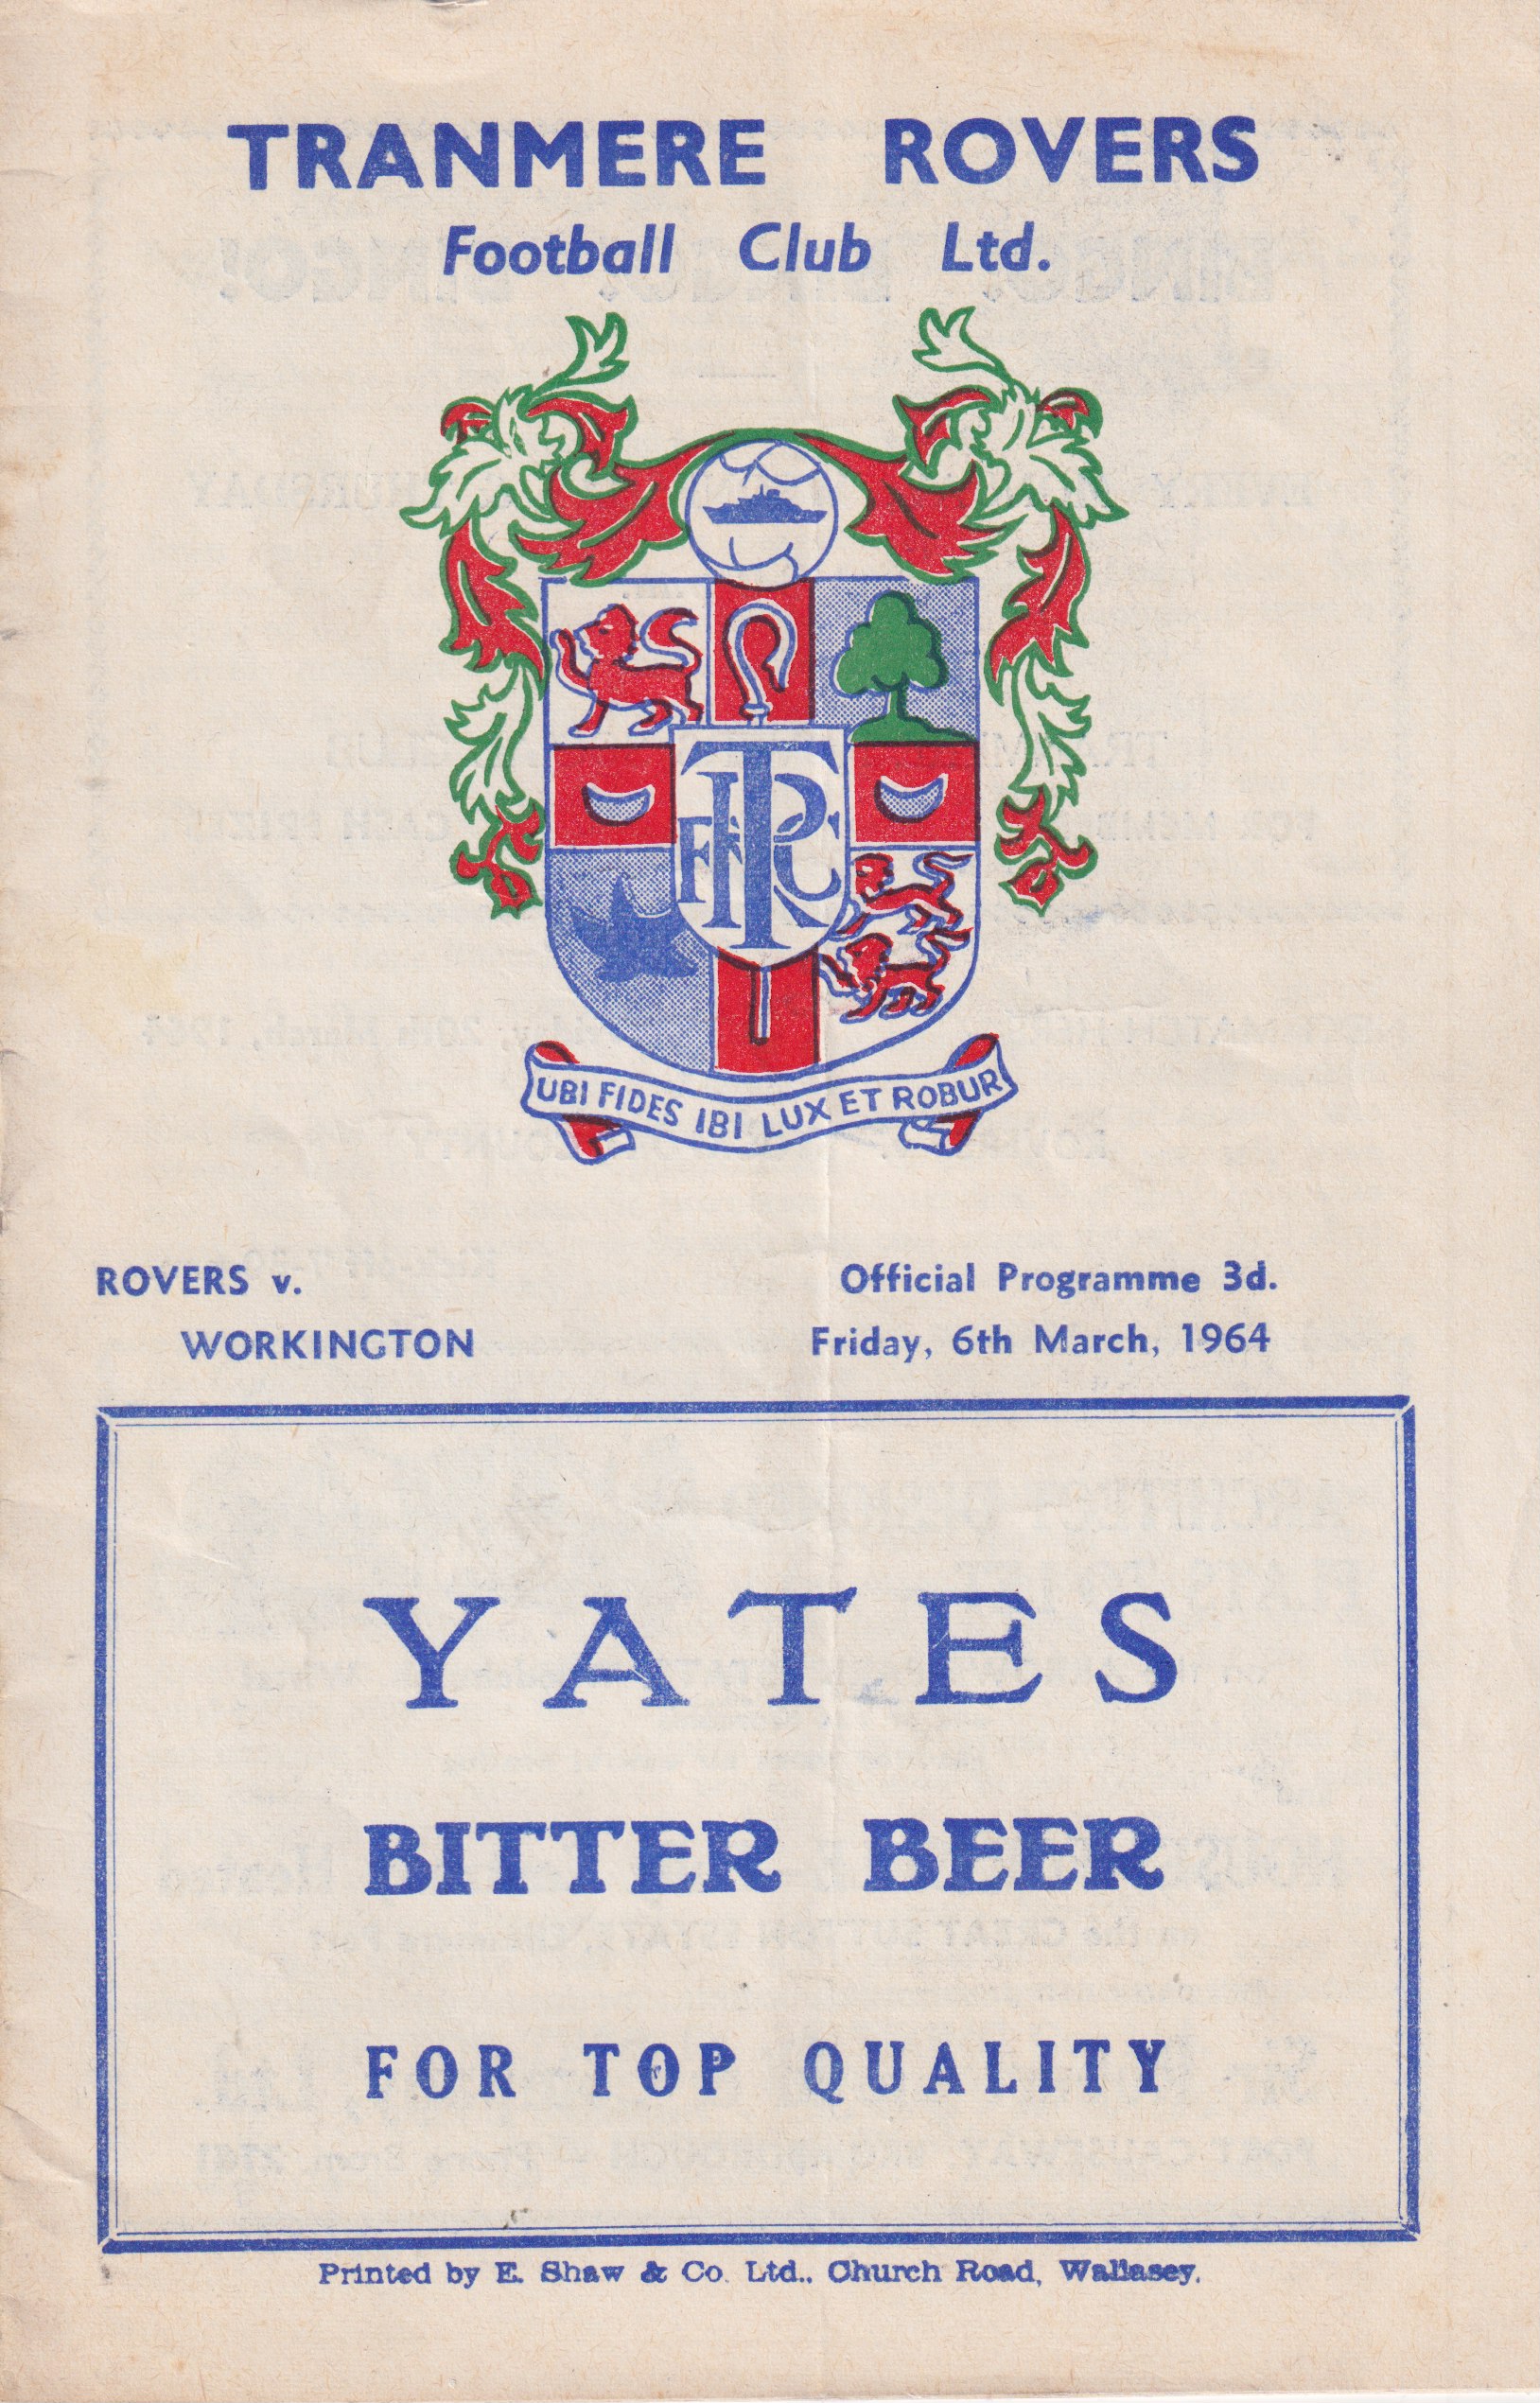 TRANMERE ROVERS
Football Club Ltd.
TRFC
UBI FIDES IBI LUX ET ROBUR
ROVERS v.
WORKINGTON
Official Programme 3d.
Friday, 6th March, 1964
YATES
BITTER BEER
FOR TOP QUALITY
Printed by E. Shaw & Co. Ltd., Church Road, Wallasey.